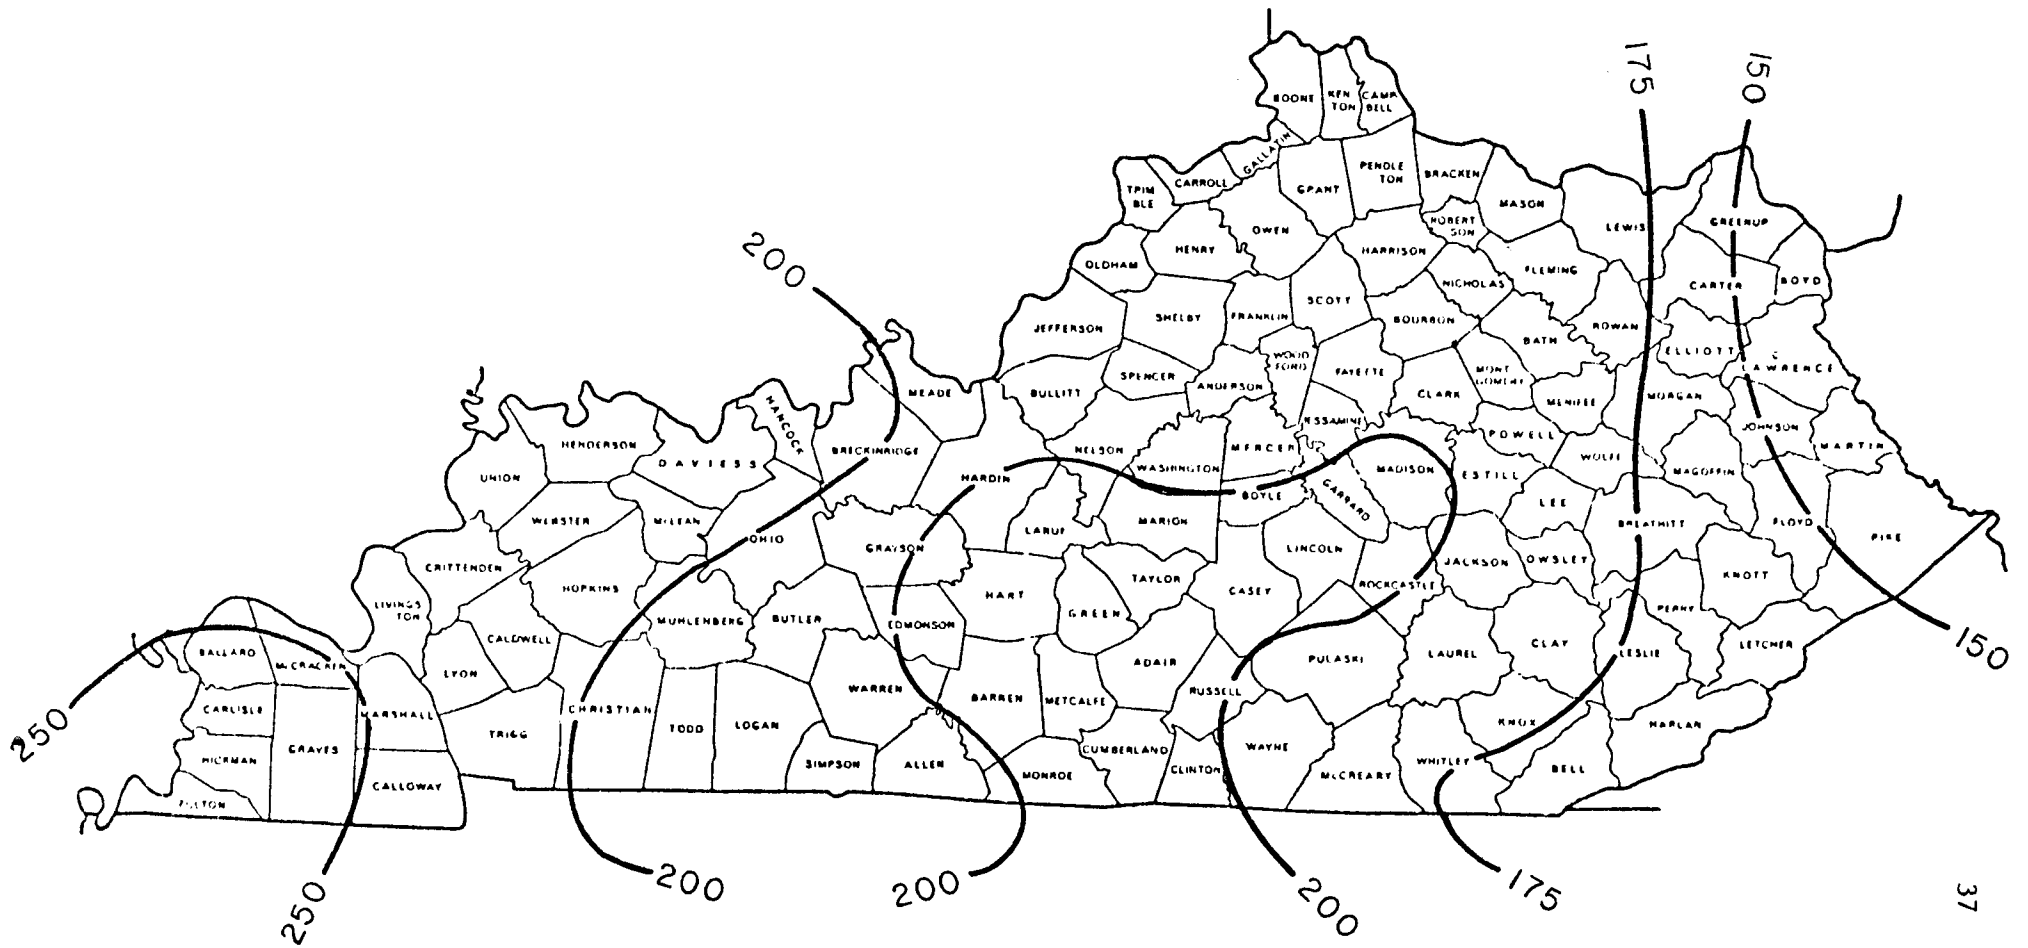 175
150
BOONE
KEN
TON
CAMP
BELL
GALLATIN
CARROLL
TRIM
BLE
GRANT
PENDLE
TON
BRACKEN
MASON
ROBERT
SON
LEWIS
GREENUP
OWEN
HENRY
HARRISON
OLDHAM
200
FLEMING
NICHOLAS
CARTER
BOYD
SCOTT
SHELBY
FRANKLIN
BOURBON
JEFFERSON
ROWAN
BATH
ELLIOTT
WOOD
FORD
LAWRENCE
FAYETTE
MONT
GOMERY
SPENCER
ANDERSON
BULLITT
MEADE
CLARK
MENIFEE
MORGAN
HANCOCK
JESSAMINE
JOHNSON
MARTIN
POWELL
HENDERSON
BRECKINRIDGE
NELSON
MERCER
WOLFE
DAVIESS
WASHINGTON
MADISON
ESTILL
MAGOFFIN
UNION
HARDIN
BOYLE
GARRARD
LEE
WEBSTER
MCLEAN
MARION
BREATHITT
FLOYD
LARUE
OHIO
PIKE
GRAYSON
LINCOLN
JACKSON
OWSLEY
CRITTENDEN
KNOTT
TAYLOR
ROCKCASTLE
HOPKINS
HART
CASEY
LIVINGS
TON
GREEN
PERRY
MUHLENBERG
BUTLER
EDMONSON
CALDWELL
CLAY
LETCHER
150
BALLARD
MCCRACKEN
LAUREL
LESLIE
PULASKI
ADAIR
LYON
WARREN
RUSSELL
BARREN
METCALFE
CARLISLE
MARSHALL
CHRISTIAN
KNOX
HARLAN
TODD
LOGAN
TRIGG
250
GRAVES
WAYNE
CUMBERLAND
HICKMAN
SIMPSON
ALLEN
WHITLEY
CLINTON
BELL
MONROE
MCCREARY
CALLOWAY
FULTON
200
200
175
250
200
37